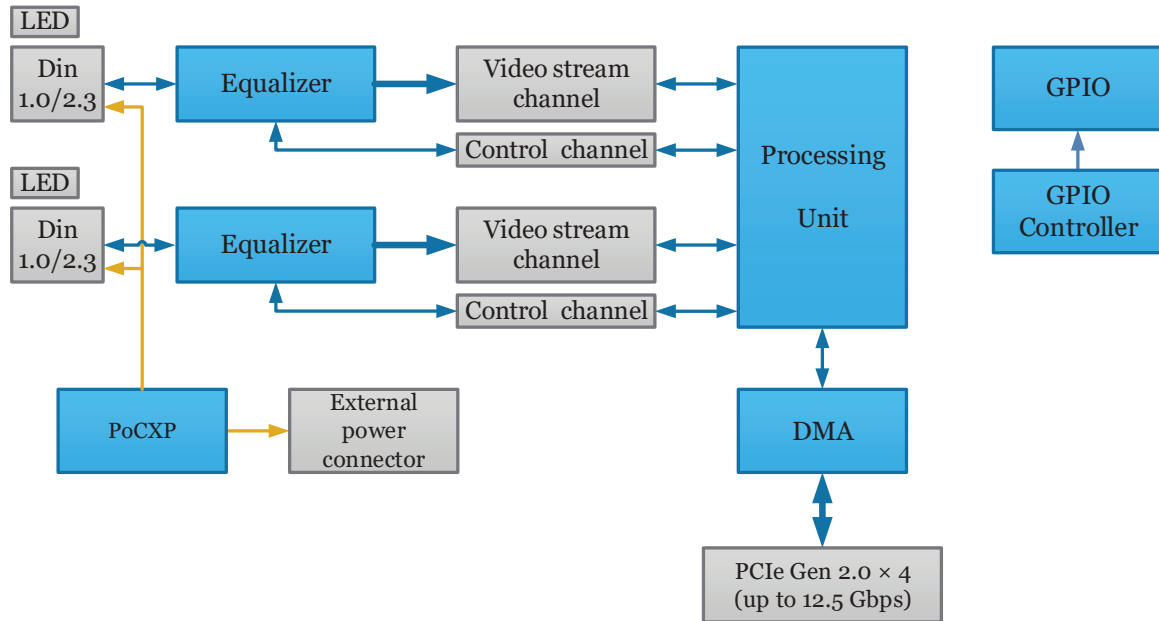 LED
Din
1.0/2.3
Equalizer
Video stream
channel
Control channel
LED
Din
1.0/2.3
Equalizer
Video stream
channel
Control channel
Processing
Unit
GPIO
GPIO
Controller
PoCXP
External
power
connector
DMA
PCIe Gen 2.0 × 4
(up to 12.5 Gbps)